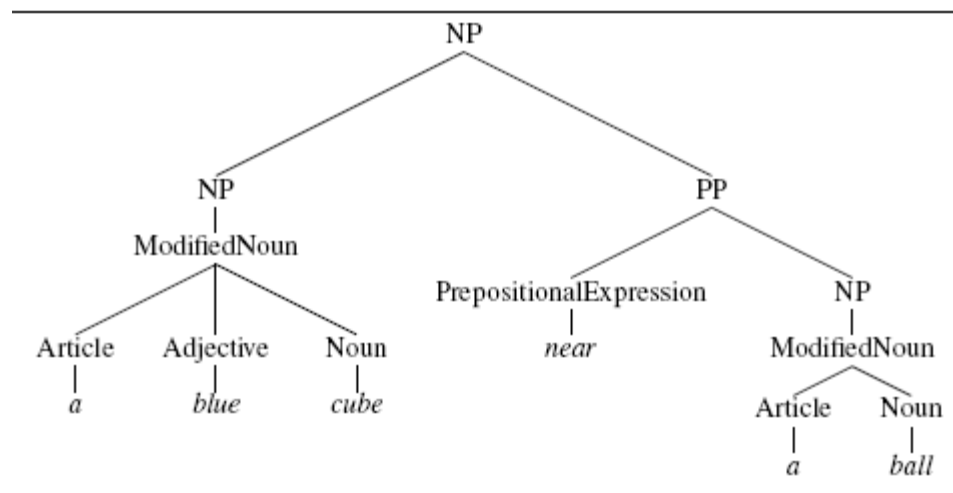 NP
NP PP
ModifiedNoun
PrepositionalExpression NP
Article Adjective Noun near ModifiedNoun
a blue cube
Article Noun
a ball